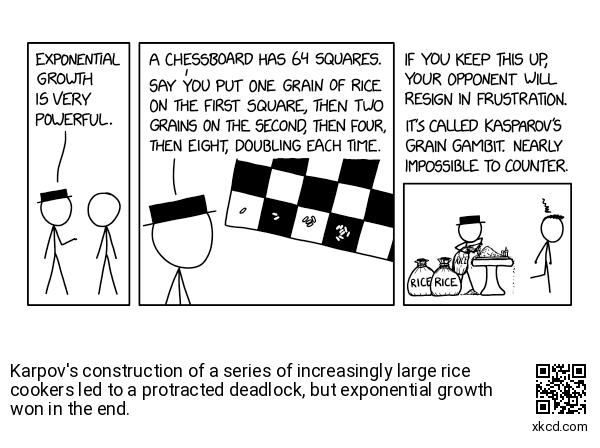 EXPONENTIAL
GROWTH
IS VERY
POWERFUL.
A CHESSBOARD HAS 64 SQUARES.
SAY YOU PUT ONE GRAIN OF RICE
ON THE FIRST SQUARE, THEN TWO
GRAINS ON THE SECOND, THEN FOUR,
THEN EIGHT, DOUBLING EACH TIME.
IF YOU KEEP THIS UP,
YOUR OPPONENT WILL
RESIGN IN FRUSTRATION.
IT'S CALLED KASPAROV'S
GRAIN GAMBIT. NEARLY
IMPOSSIBLE TO COUNTER.
RICE
RICE
RICE
Karpov's construction of a series of increasingly large rice
cookers led to a protracted deadlock, but exponential growth
won in the end.
xkcd.com